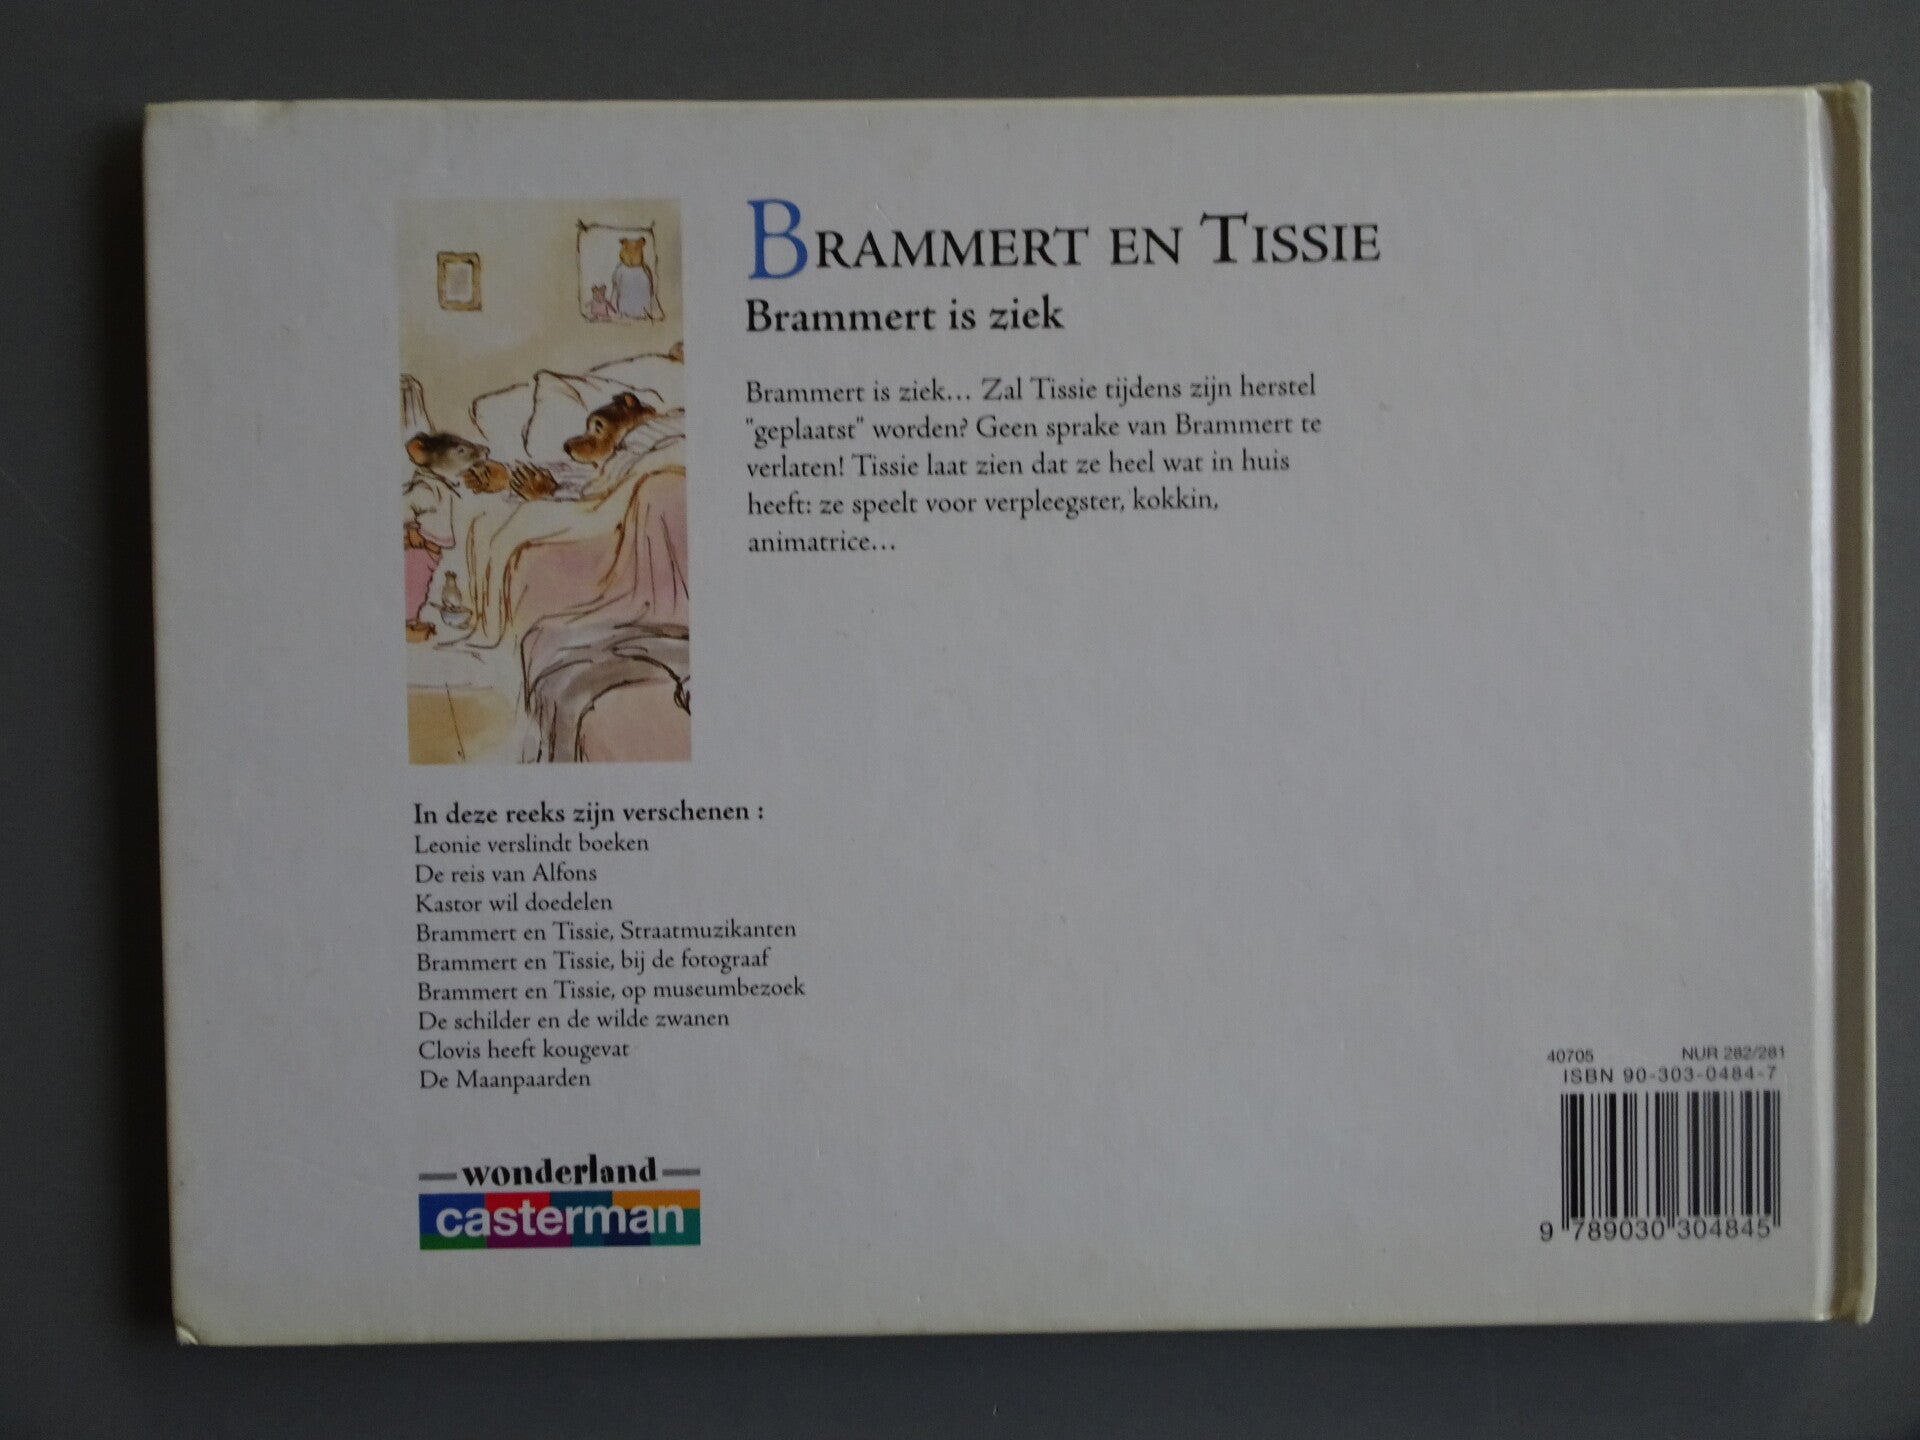 BRAMMERT EN TISSIE
Brammert is ziek
Brammert is ziek... Zal Tissie tijdens zijn herstel
"geplaatst" worden? Geen sprake van Brammert te
verlaten! Tissie laat zien dat ze heel wat in huis
heeft: ze speelt voor verpleegster, kokkin,
animatrice...
In deze reeks zijn verschenen :
Leonie verslindt boeken
De reis van Alfons
Kastor wil doedelen
Brammert en Tissie, Straatmuzikanten
Brammert en Tissie, bij de fotograaf
Brammert en Tissie, op museumbezoek
De schilder en de wilde zwanen
Clovis heeft kougevat
De Maanpaarden
wonderland
casterman
40705 NUR 282/281
ISBN 90-303-0484-7
9 789030 304845